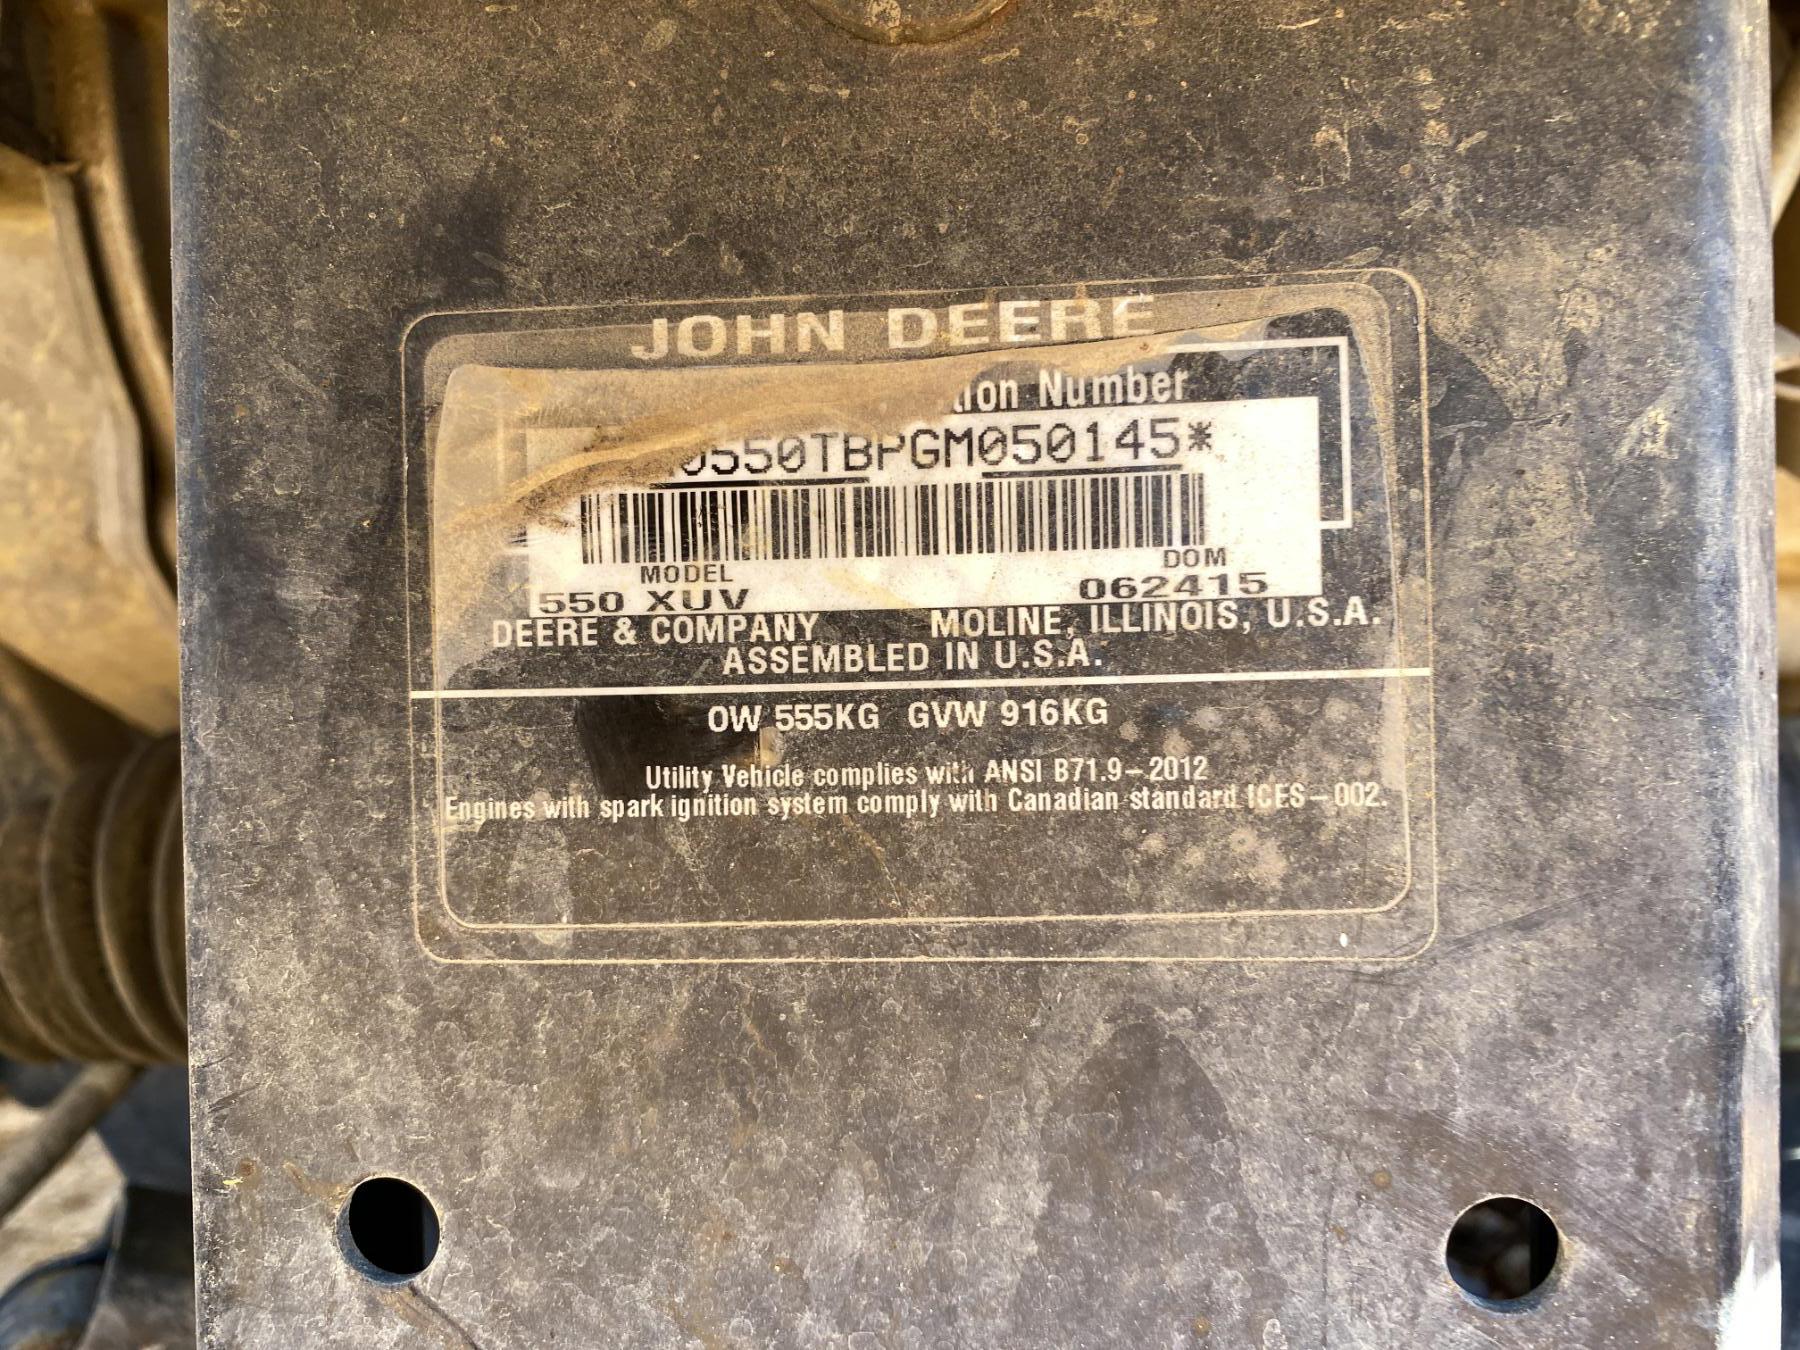 JOHN DEERE
Number
0550TBPGM050145*
MODEL DOM
550 XUV 062415
DEERE & COMPANY MOLINE, ILLINOIS, U.S.A.
ASSEMBLED IN U.S.A.
OW 555KG GVW 916KG
Utility Vehicle complies with ANSI B71.9-2012
Engines with spark ignition system comply with Canadian standard ICES-002.